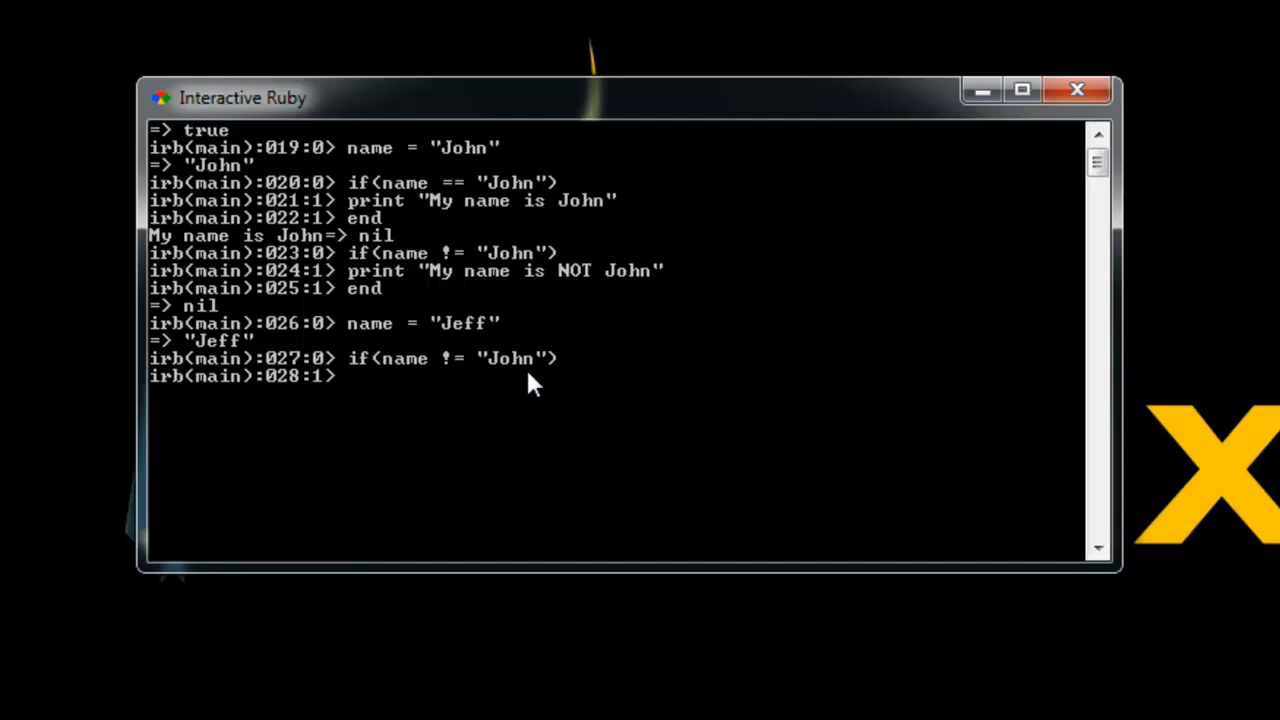 Interactive Ruby
=> true
irb(main):019:0> name = "John"
=> "John"
irb(main):020:0> if(name == "John")
irb(main):021:1> print "My name is John"
irb(main):022:1> end
My name is John=> nil
irb(main):023:0> if(name != "John")
irb(main):024:1> print "My name is NOT John"
irb(main):025:1> end
=> nil
irb(main):026:0> name = "Jeff"
=> "Jeff"
irb(main):027:0> if(name != "John")
irb(main):028:1>
X